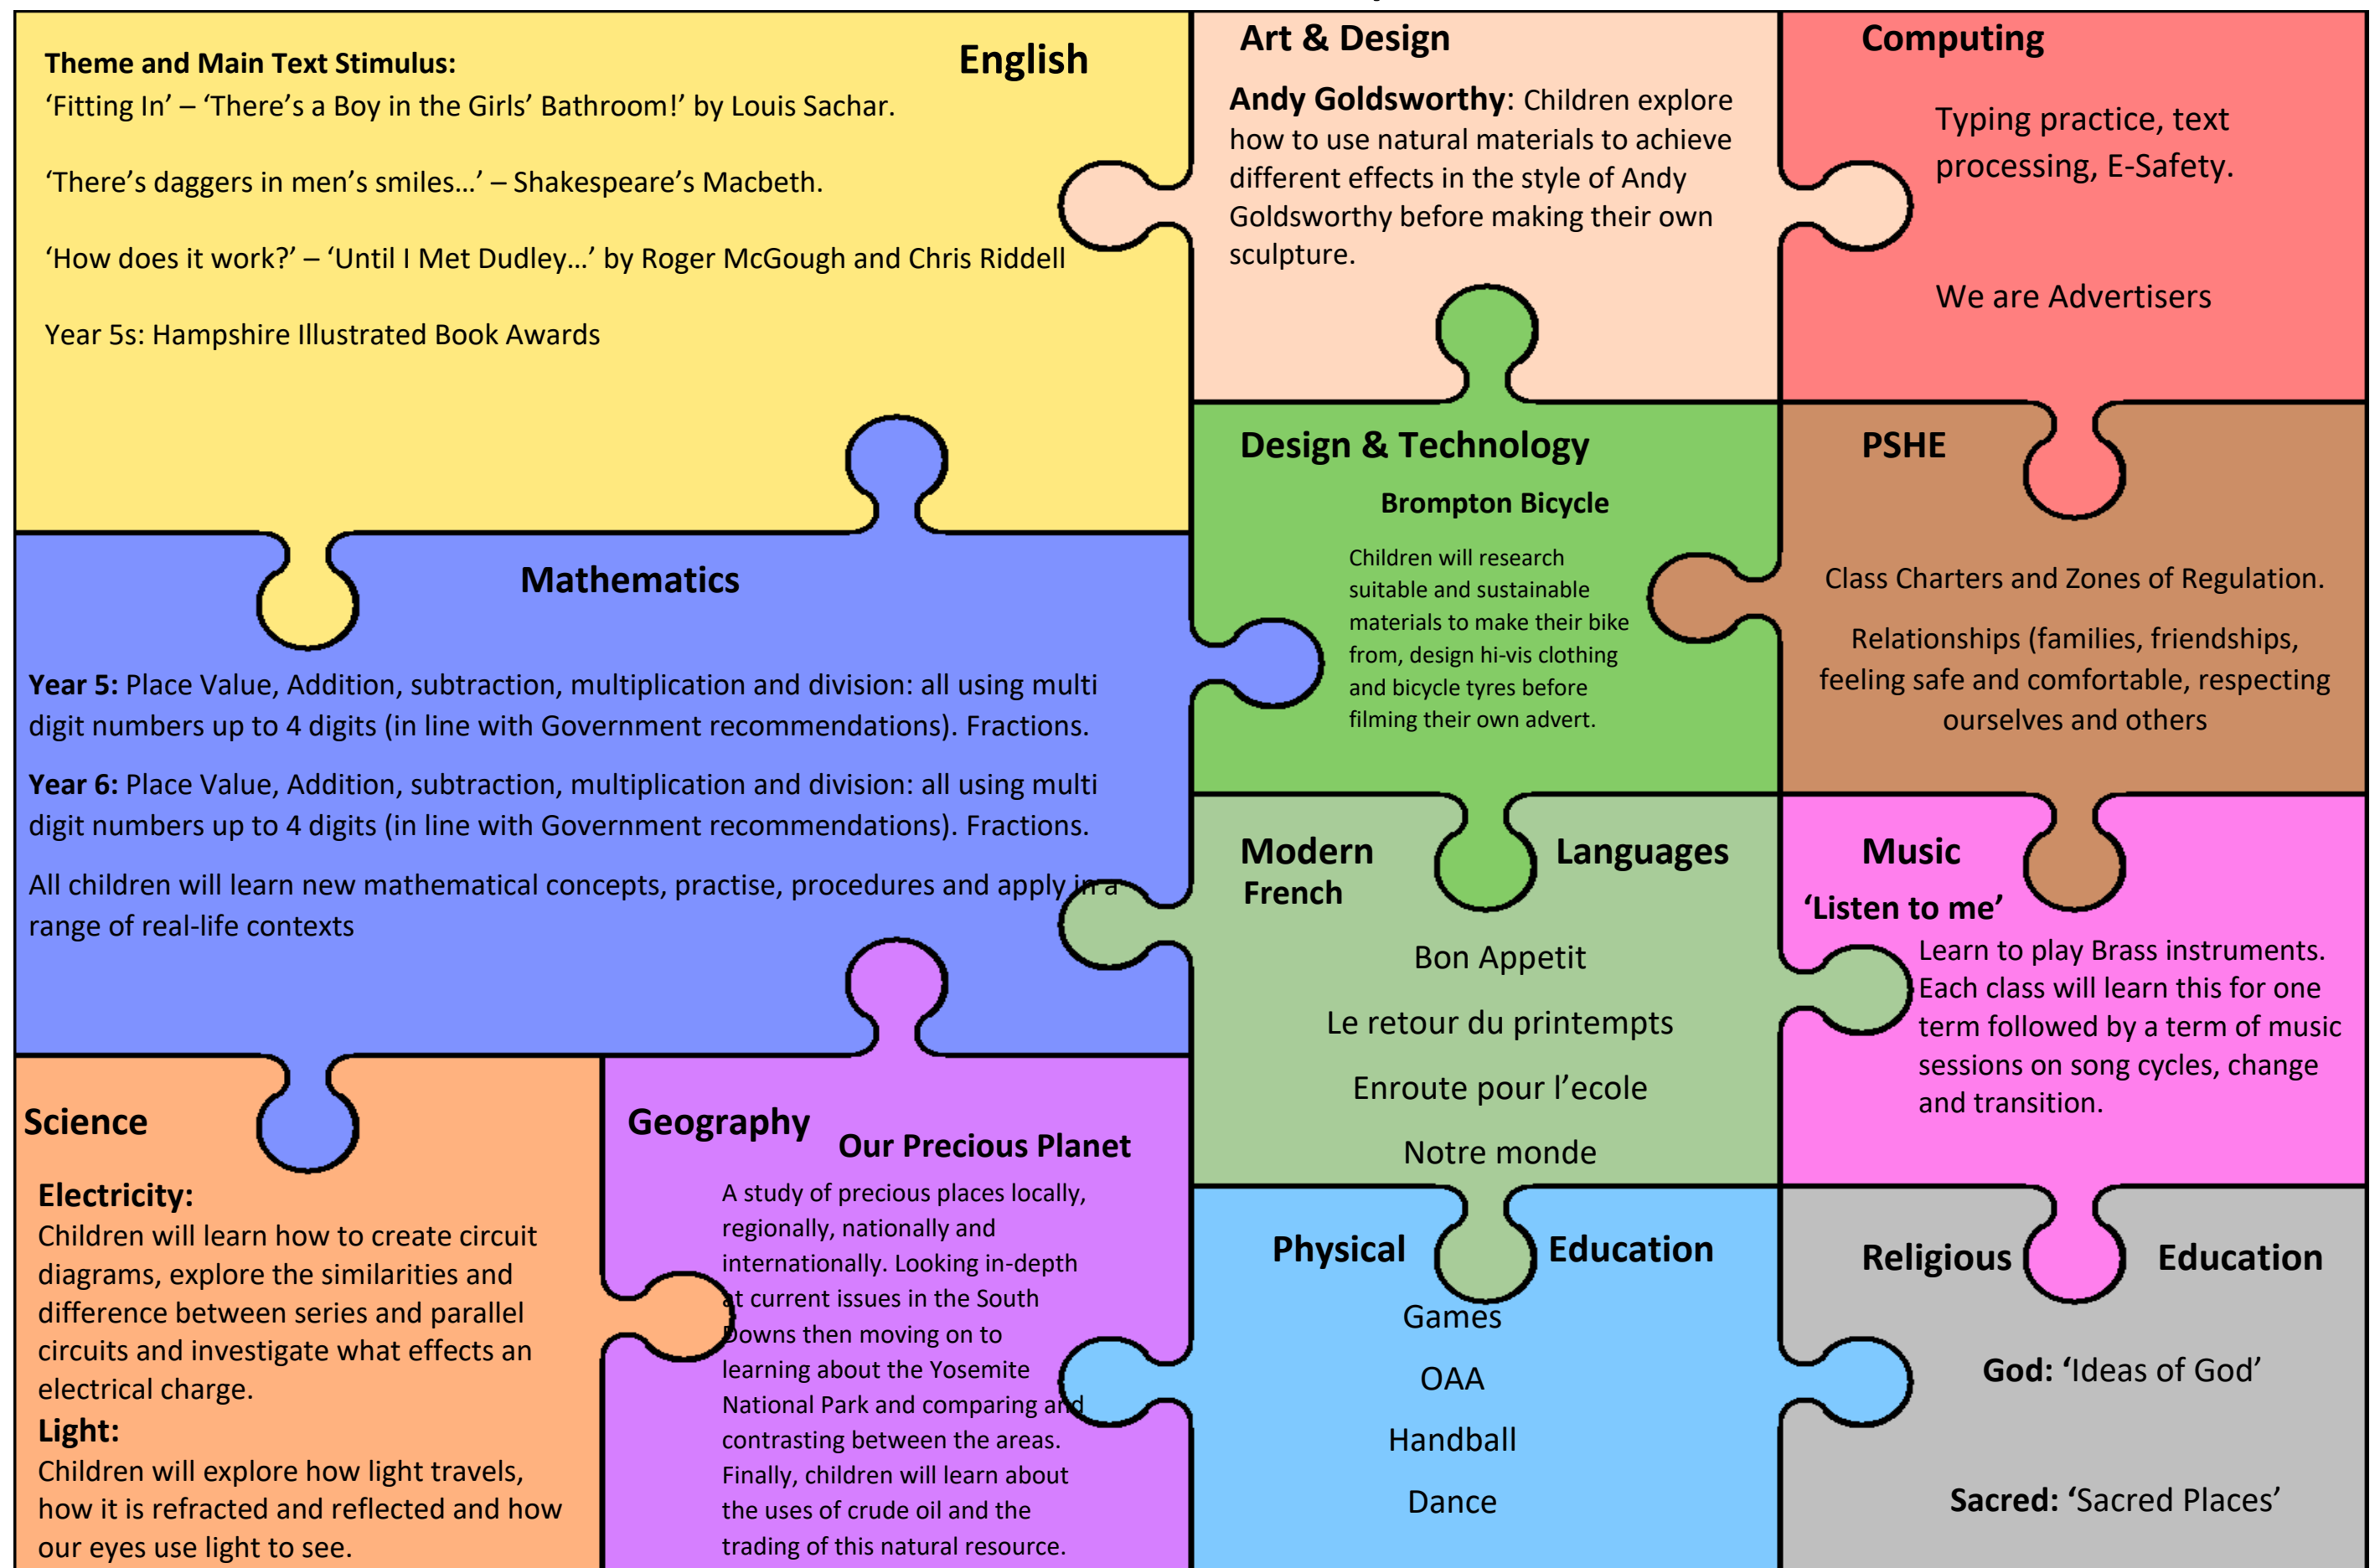 English
Theme and Main Text Stimulus:
‘Fitting In’ – ‘There’s a Boy in the Girls’ Bathroom!’ by Louis Sachar.
‘There’s daggers in men’s smiles…’ – Shakespeare’s Macbeth.
‘How does it work?’ – ‘Until I Met Dudley…’ by Roger McGough and Chris Riddell
Year 5s: Hampshire Illustrated Book Awards
Art & Design
Andy Goldsworthy: Children explore
how to use natural materials to achieve
different effects in the style of Andy
Goldsworthy before making their own
sculpture.
Computing
Typing practice, text
processing, E-Safety.
We are Advertisers
Mathematics
Year 5: Place Value, Addition, subtraction, multiplication and division: all using multi
digit numbers up to 4 digits (in line with Government recommendations). Fractions.
Year 6: Place Value, Addition, subtraction, multiplication and division: all using multi
digit numbers up to 4 digits (in line with Government recommendations). Fractions.
All children will learn new mathematical concepts, practise, procedures and apply in a
range of real-life contexts
Design & Technology
Brompton Bicycle
Children will research
suitable and sustainable
materials to make their bike
from, design hi-vis clothing
and bicycle tyres before
filming their own advert.
PSHE
Class Charters and Zones of Regulation.
Relationships (families, friendships,
feeling safe and comfortable, respecting
ourselves and others
Modern Languages
French
Bon Appetit
Le retour du printempts
Enroute pour l’ecole
Notre monde
Music
‘Listen to me’
Learn to play Brass instruments.
Each class will learn this for one
term followed by a term of music
sessions on song cycles, change
and transition.
Science
Electricity:
Children will learn how to create circuit
diagrams, explore the similarities and
difference between series and parallel
circuits and investigate what effects an
electrical charge.
Light:
Children will explore how light travels,
how it is refracted and reflected and how
our eyes use light to see.
Geography
Our Precious Planet
A study of precious places locally,
regionally, nationally and
internationally. Looking in-depth
at current issues in the South
Downs then moving on to
learning about the Yosemite
National Park and comparing and
contrasting between the areas.
Finally, children will learn about
the uses of crude oil and the
trading of this natural resource.
Physical Education
Games
OAA
Handball
Dance
Religious Education
God: ‘Ideas of God’
Sacred: ‘Sacred Places’